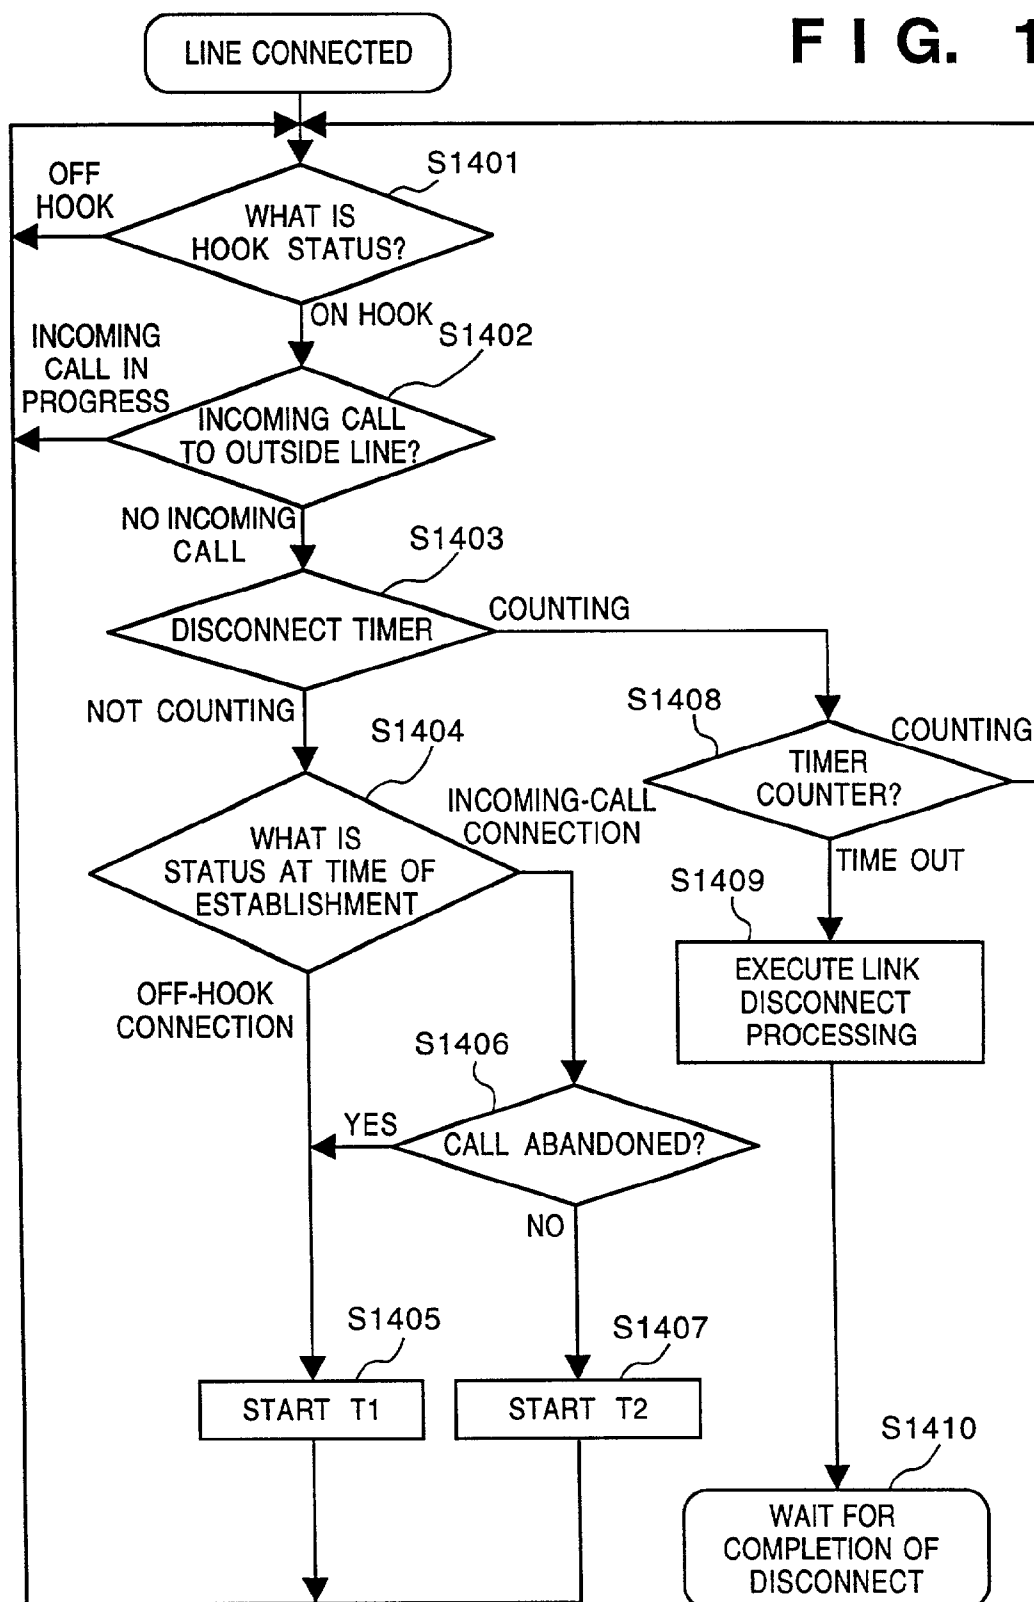 LINE CONNECTED
F I G. 1
S1401
OFF
HOOK
WHAT IS
HOOK STATUS?
ON HOOK
S1402
INCOMING
CALL IN
PROGRESS
INCOMING CALL
TO OUTSIDE LINE?
NO INCOMING
CALL
S1403
DISCONNECT TIMER
COUNTING
NOT COUNTING
S1404
S1408
COUNTING
TIMER
COUNTER?
INCOMING-CALL
CONNECTION
WHAT IS
STATUS AT TIME OF
ESTABLISHMENT
TIME OUT
S1409
EXECUTE LINK
DISCONNECT
PROCESSING
OFF-HOOK
CONNECTION
S1406
YES
CALL ABANDONED?
NO
S1405
START T1
S1407
START T2
S1410
WAIT FOR
COMPLETION OF
DISCONNECT